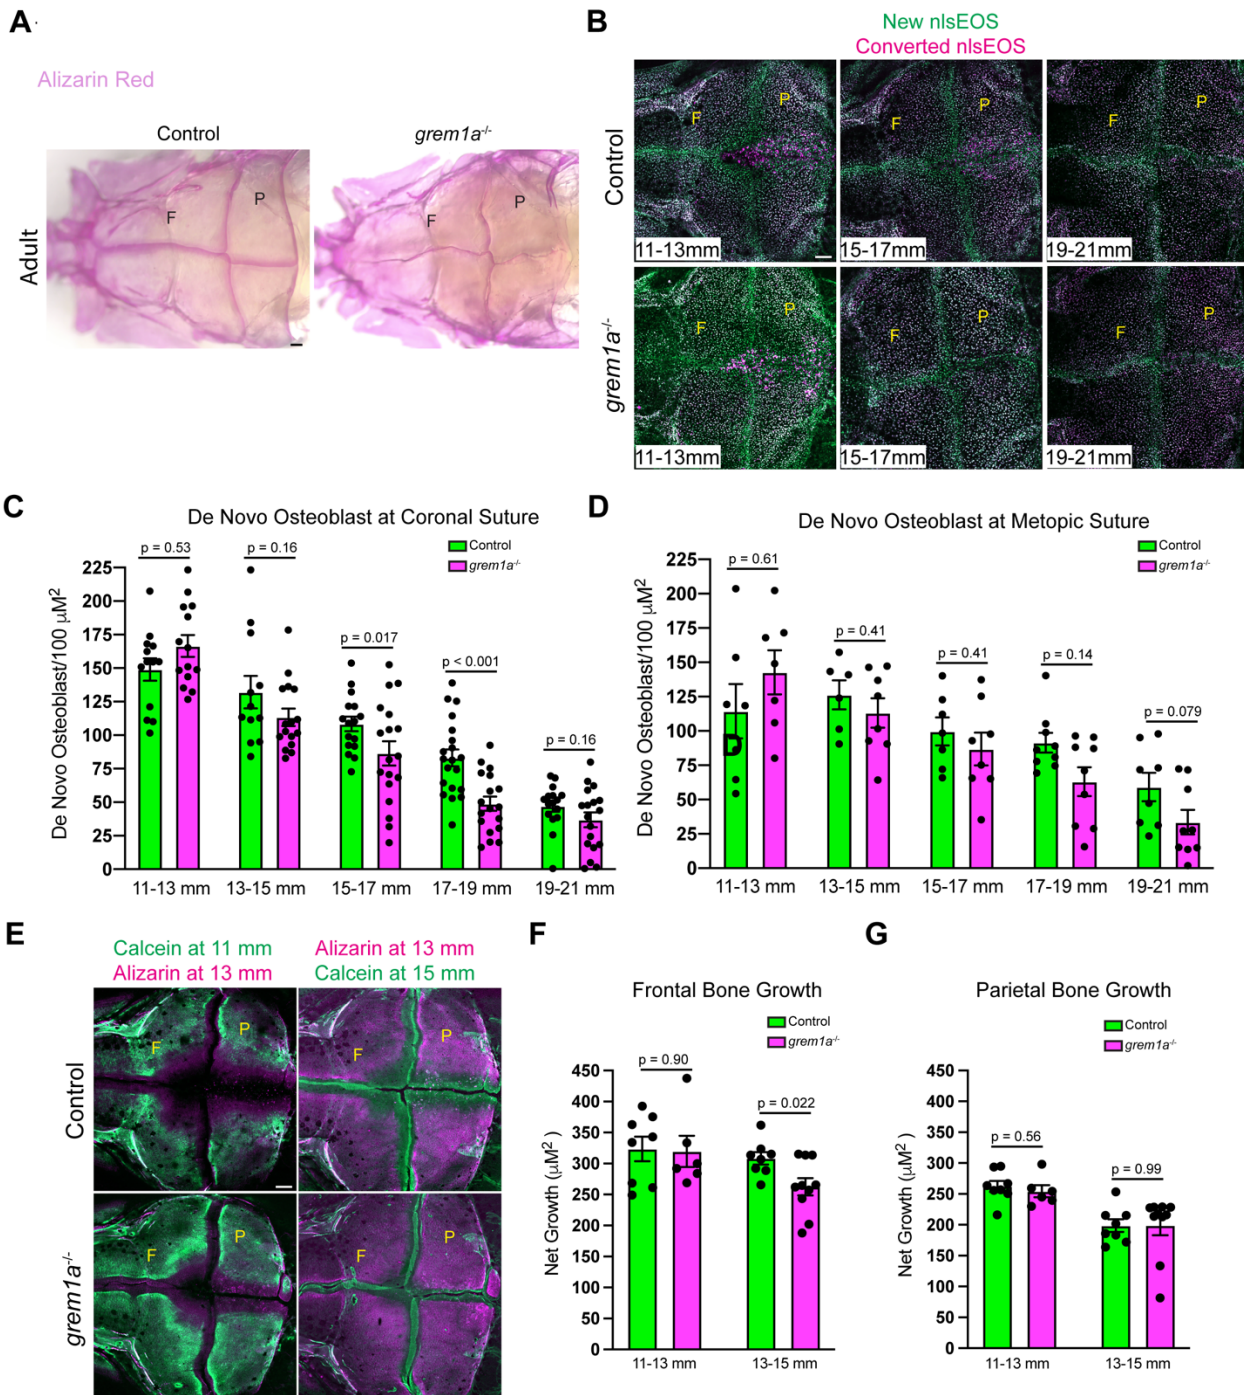 A
Alizarin Red
Control
grem1a-/-
Adult
F
P
F
P
B
New nlsEOS
Converted nlsEOS
Control
grem1a-/-
F
P
11-13mm
F
P
15-17mm
F
P
19-21mm
F
P
11-13mm
F
P
15-17mm
F
P
19-21mm
C
De Novo Osteoblast at Coronal Suture
Control
grem1a-/-
p = 0.53
p = 0.16
p = 0.017
p < 0.001
p = 0.16
De Novo Osteoblast/100 µM2
225
200
175
150
125
100
75
50
25
0
11-13 mm
13-15 mm
15-17 mm
17-19 mm
19-21 mm
D
De Novo Osteoblast at Metopic Suture
Control
grem1a-/-
p = 0.61
p = 0.41
p = 0.41
p = 0.14
p = 0.079
De Novo Osteoblast/100 µM2
225
200
175
150
125
100
75
50
25
0
D
11-13 mm
13-15 mm
15-17 mm
17-19 mm
19-21 mm
E
Calcein at 11 mm
Alizarin at 13 mm
Alizarin at 13 mm
Calcein at 15 mm
Control
grem1a-/-
F
P
F
P
F
P
F
P
F
Frontal Bone Growth
Control
grem1a-/-
p = 0.90
p = 0.022
Net Growth (µM2 )
450
400
350
300
250
200
150
100
50
0
11-13 mm
13-15 mm
G
Parietal Bone Growth
Control
grem1a-/-
p = 0.56
p = 0.99
Net Growth (µM2 )
450
400
350
300
250
200
150
100
50
0
11-13 mm
13-15 mm